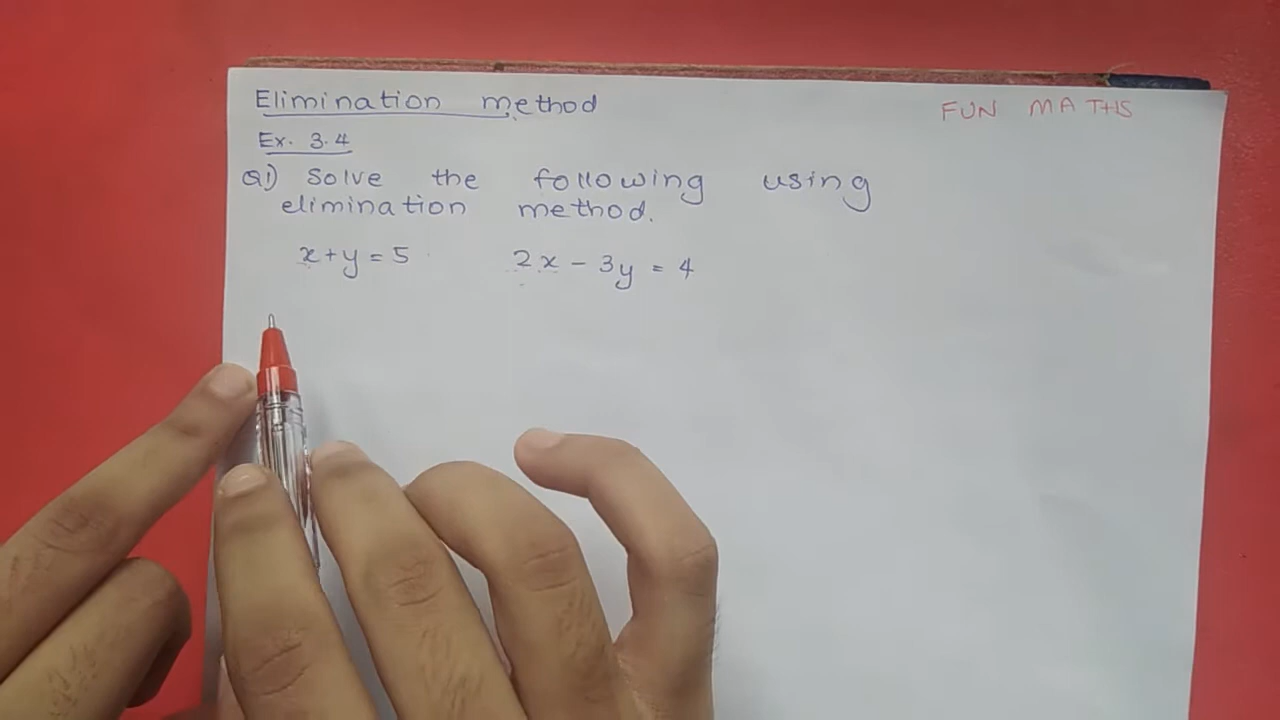 Elimination method
FUN MATHS
Ex. 3.4
Q1) Solve the following using
elimination method.
x+y = 5 2x - 3y = 4